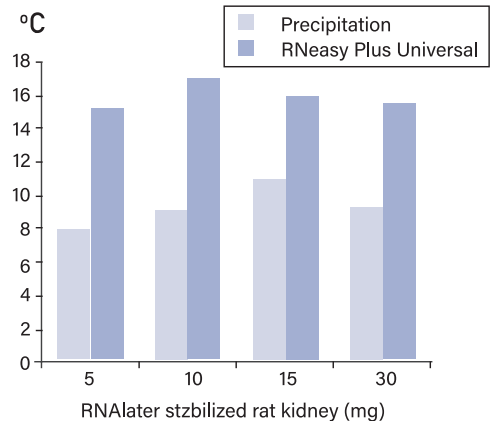 ºC
Precipitation
RNeasy Plus Universal
18
16
14
12
10
8
6
4
2
0
5 10 15 30
RNAlater stzbilized rat kidney (mg)